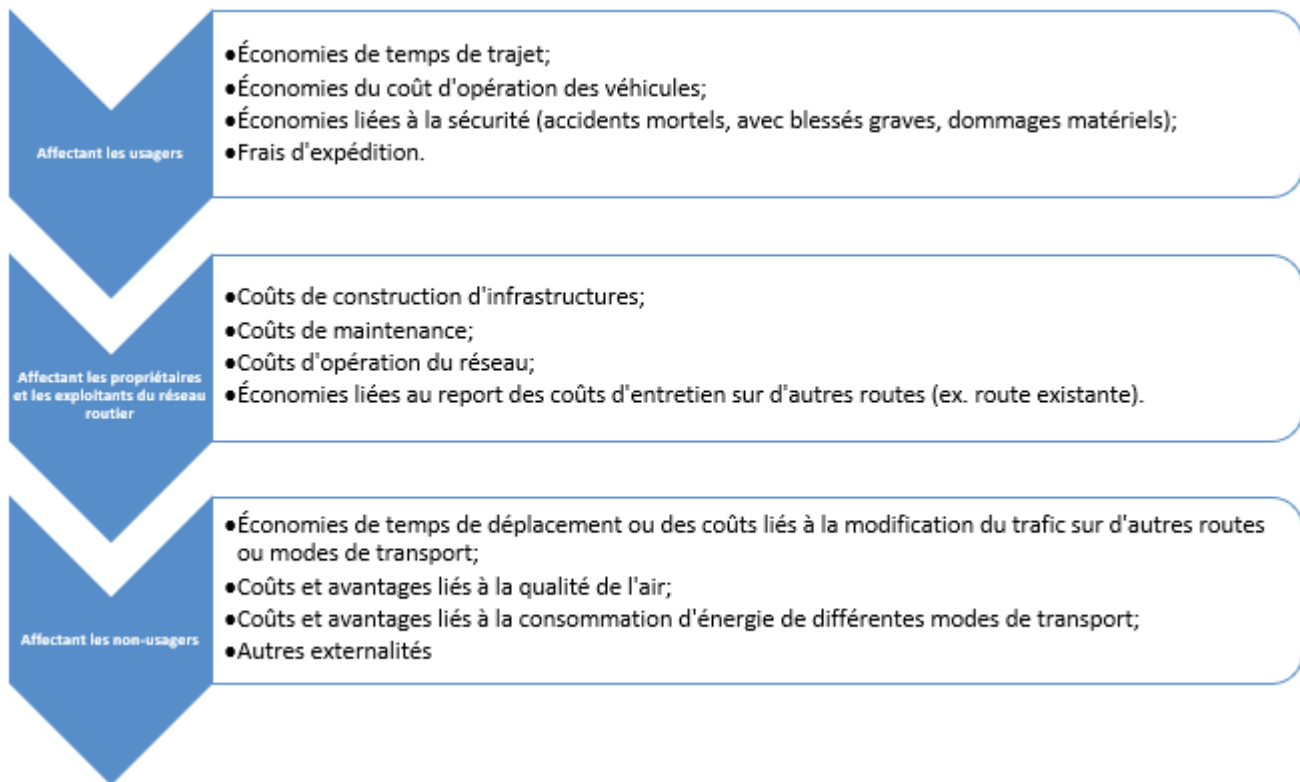 Affectant les usagers
●Économies de temps de trajet;
●Économies du coût d'opération des véhicules;
●Économies liées à la sécurité (accidents mortels, avec blessés graves, dommages matériels);
●Frais d'expédition.
Affectant les propriétaires
et les exploitants du réseau
routier
●Coûts de construction d'infrastructures;
●Coûts de maintenance;
●Coûts d'opération du réseau;
●Économies liées au report des coûts d'entretien sur d'autres routes (ex. route existante).
Affectant les non-usagers
●Économies de temps de déplacement ou des coûts liés à la modification du trafic sur d'autres routes
ou modes de transport;
●Coûts et avantages liés à la qualité de l'air;
●Coûts et avantages liés à la consommation d'énergie de différentes modes de transport;
●Autres externalités